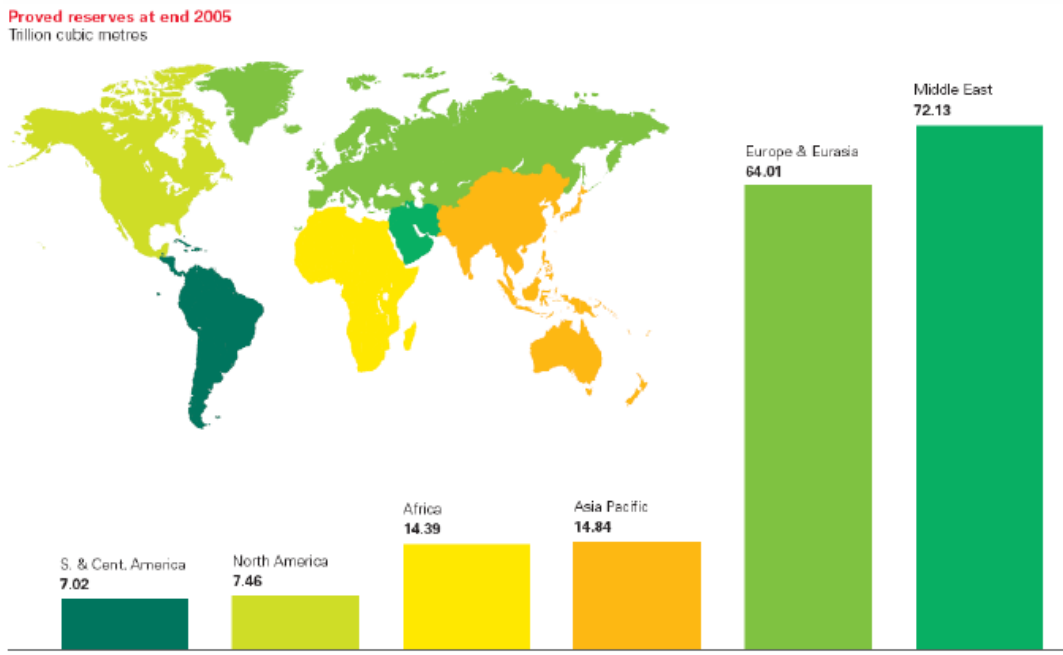 Proved reserves at end 2005
Trillion cubic metres
Middle East
72.13
Europe & Eurasia
64.01
Africa
14.39
Asia Pacific
14.84
S. & Cent. America
7.02
North America
7.46